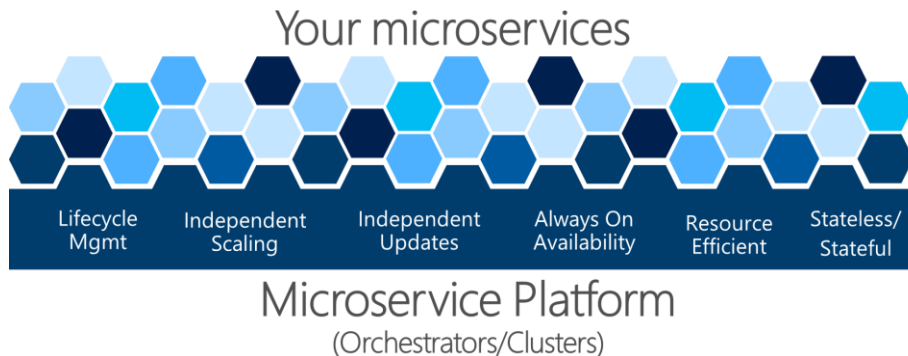 Your microservices
Lifecycle
Mgmt
Independent
Scaling
Independent
Updates
Always On
Availability
Resource
Efficient
Stateless/
Stateful
Microservice Platform
(Orchestrators/Clusters)